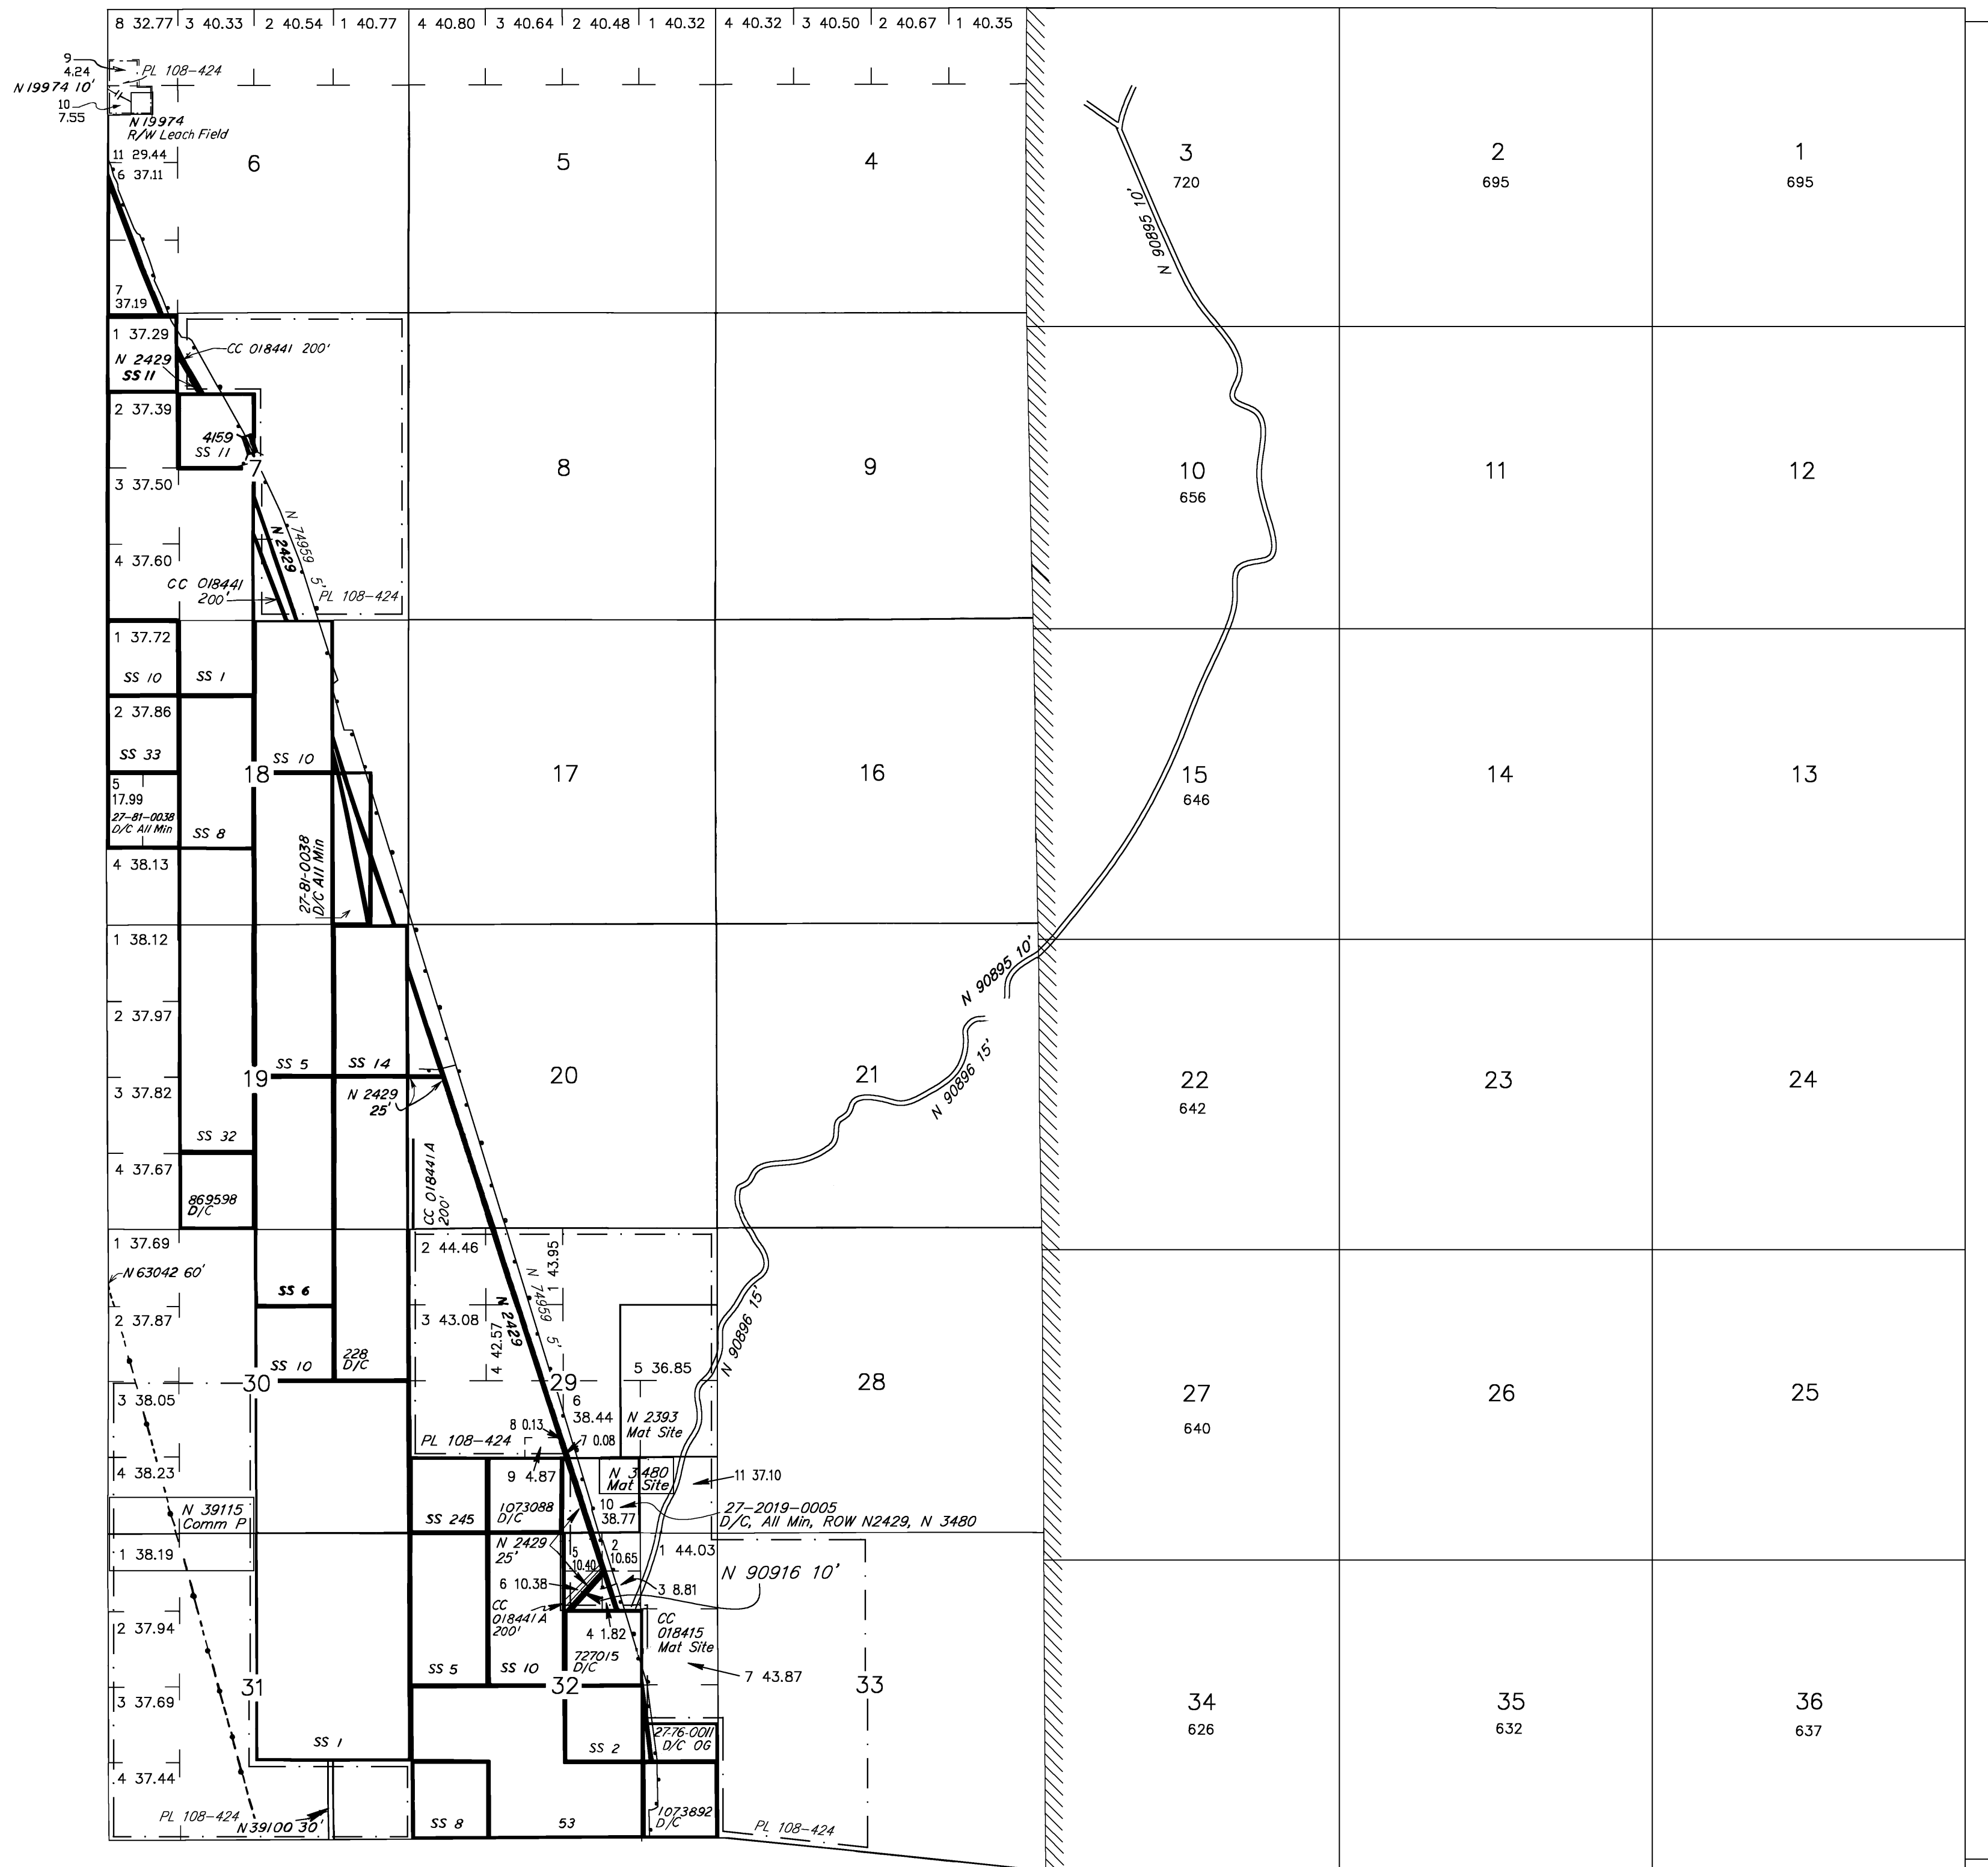 8 32.77 3 40.33 2 40.54 1 40.77 4 40.80 3 40.64 2 40.48 1 40.32 4 40.32 3 40.50 2 40.67 1 40.35
9
4.24
PL 108-424
N 19974 10'
10
7.55
N 19974
R/W Leach Field
11 29.44
6 37.11
7
37.19
6
5
4
3
720
2
695
1
695
N 90895 10'
1 37.29
N 2429
SS 11
CC 018441 200'
2 37.39
4159
SS 11
7
3 37.50
4 37.60
CC 018441
200'
N 2429
N 74959 5'
PL 108-424
8
9
10
656
11
12
1 37.72
SS 10
SS 1
2 37.86
SS 33
SS 10
18
5
17.99
27-81-0038
D/C All Min
SS 8
4 38.13
27-81-0038
D/C All Min
17
16
15
646
14
13
1 38.12
2 37.97
3 37.82
4 37.67
19
SS 5
SS 14
N 2429
25'
SS 32
869598
D/C
CC 018441A
200'
20
21
N 90895 10'
N 90896 15'
22
642
23
24
1 37.69
N 63042 60'
2 37.87
SS 6
SS 10
228
D/C
30
3 38.05
4 38.23
N 39115
Comm P
2 44.46
1 43.95
3 43.08
4 42.57
N 2429
N 74959 5'
29
5 36.85
6
38.44
N 2393
Mat Site
8 0.13
7 0.08
PL 108-424
9 4.87
N 3480
Mat Site
11 37.10
1073088
D/C
SS 245
10
38.77
27-2019-0005
D/C, All Min, ROW N2429, N 3480
N 90896 15'
28
27
640
26
25
1 38.19
2 37.94
3 37.69
4 37.44
31
SS 1
PL 108-424
N 39100 30'
N 2429
25'
5
10.40
2
10.65
1 44.03
6 10.38
3 8.81
N 90916 10'
CC
018441A
200'
4 1.82
727015
D/C
CC
018415
Mat Site
7 43.87
SS 5
SS 10
32
SS 2
27-76-0011
D/C OG
SS 8
53
1073892
D/C
33
PL 108-424
34
626
35
632
36
637